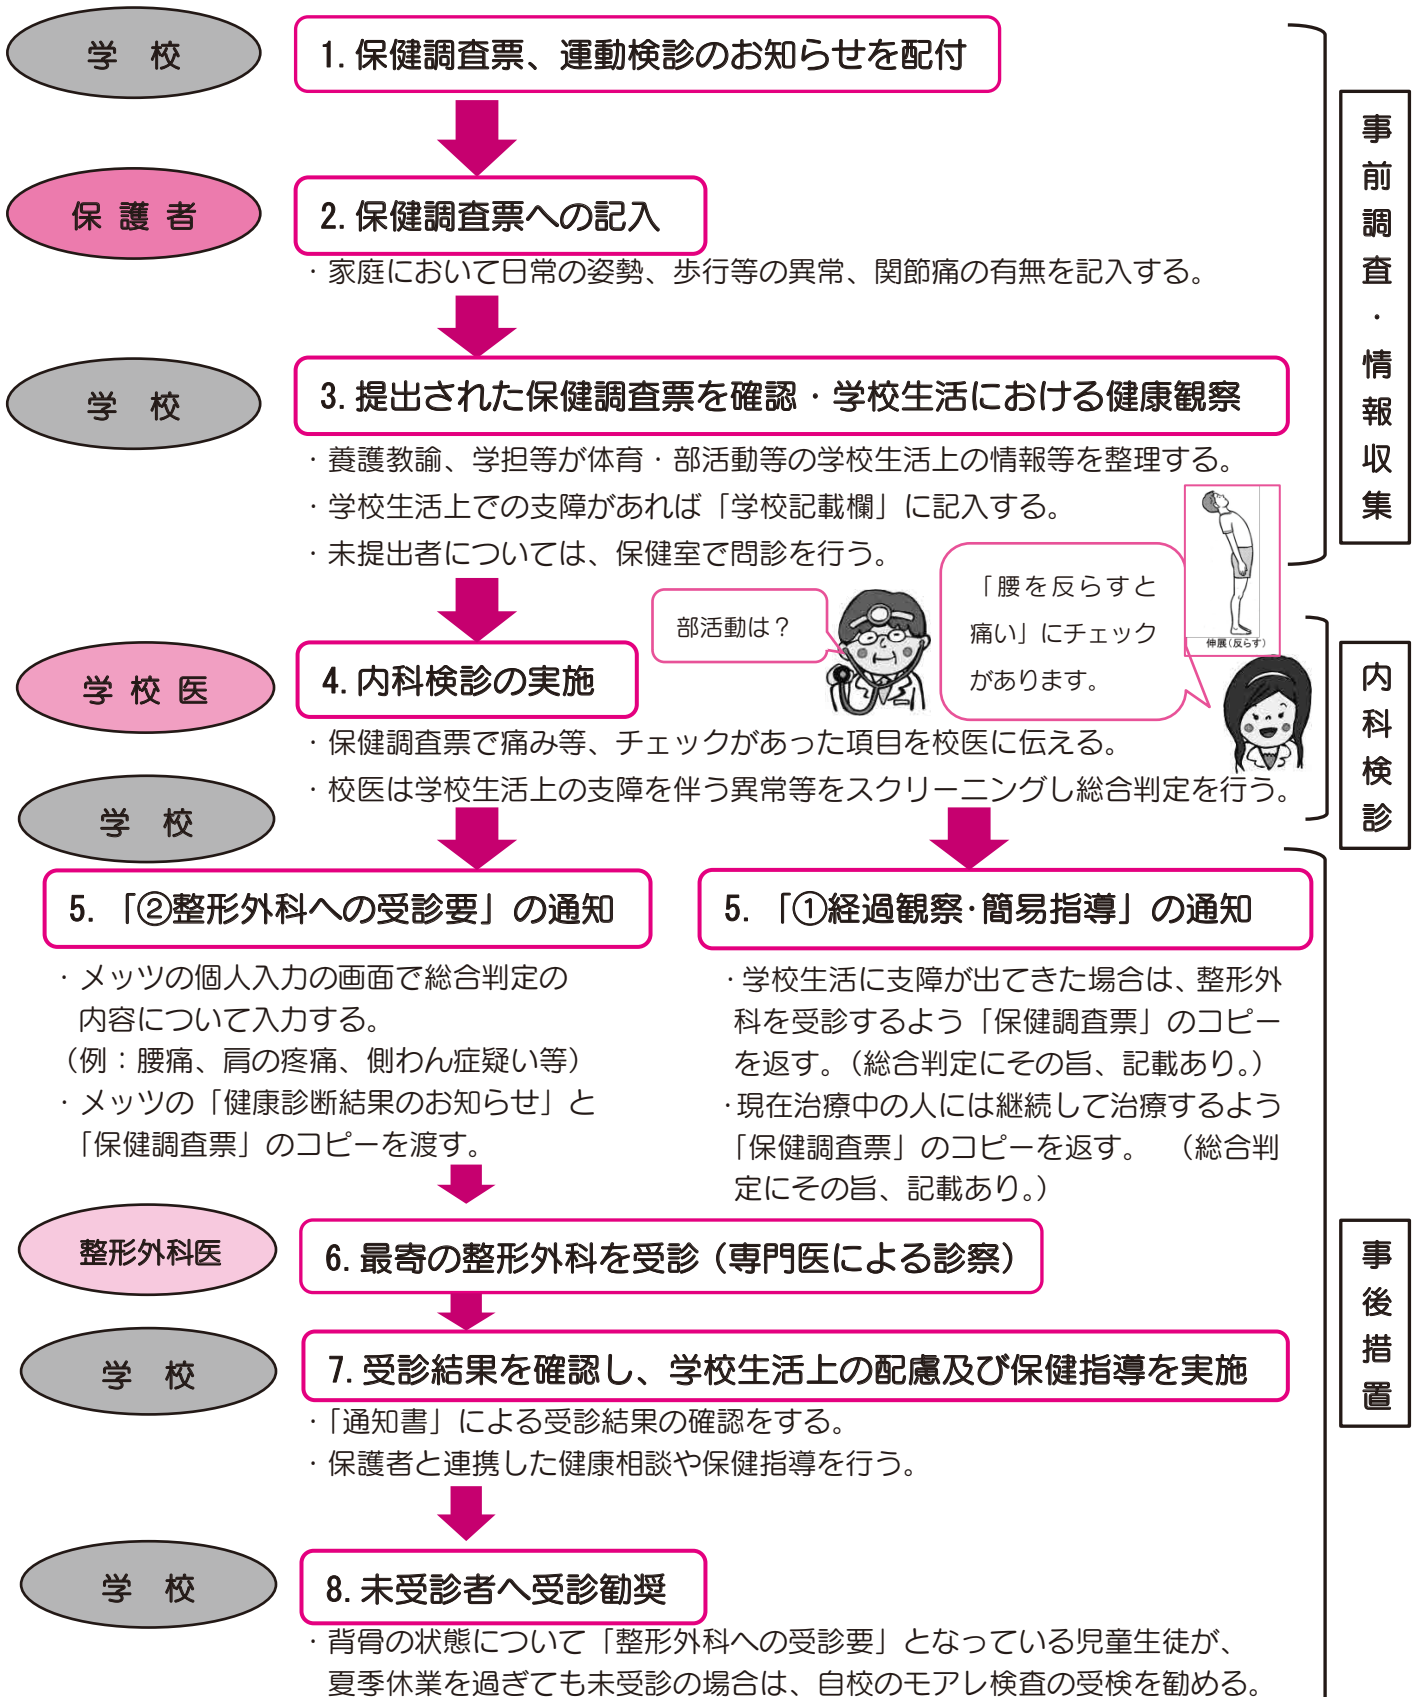 学　校
1. 保健調査票、運動検診のお知らせを配付
保 護 者
2. 保健調査票への記入
・家庭において日常の姿勢、歩行等の異常、関節痛の有無を記入する。
学　校
3. 提出された保健調査票を確認・学校生活における健康観察
・養護教諭、学担等が体育・部活動等の学校生活上の情報等を整理する。
・学校生活上での支障があれば「学校記載欄」に記入する。
・未提出者については、保健室で問診を行う。
事前調査・情報収集
部活動は？
「腰を反らすと
痛い」にチェック
があります。
伸展（反らす）
学 校 医
4. 内科検診の実施
・保健調査票で痛み等、チェックがあった項目を校医に伝える。
・校医は学校生活上の支障を伴う異常等をスクリーニングし総合判定を行う。
学　校
内科検診
5. 「②整形外科への受診要」の通知
・メッツの個人入力の画面で総合判定の
内容について入力する。
（例：腰痛、肩の疼痛、側わん症疑い等）
・メッツの「健康診断結果のお知らせ」と
「保健調査票」のコピーを渡す。
5. 「①経過観察・簡易指導」の通知
・学校生活に支障が出てきた場合は、整形外
科を受診するよう「保健調査票」のコピー
を返す。（総合判定にその旨、記載あり。）
・現在治療中の人には継続して治療するよう
「保健調査票」のコピーを返す。　（総合判
定にその旨、記載あり。）
整形外科医
6. 最寄の整形外科を受診（専門医による診察）
学　校
7. 受診結果を確認し、学校生活上の配慮及び保健指導を実施
・「通知書」による受診結果の確認をする。
・保護者と連携した健康相談や保健指導を行う。
事後措置
学　校
8. 未受診者へ受診勧奨
・背骨の状態について「整形外科への受診要」となっている児童生徒が、
夏季休業を過ぎても未受診の場合は、自校のモアレ検査の受検を勧める。